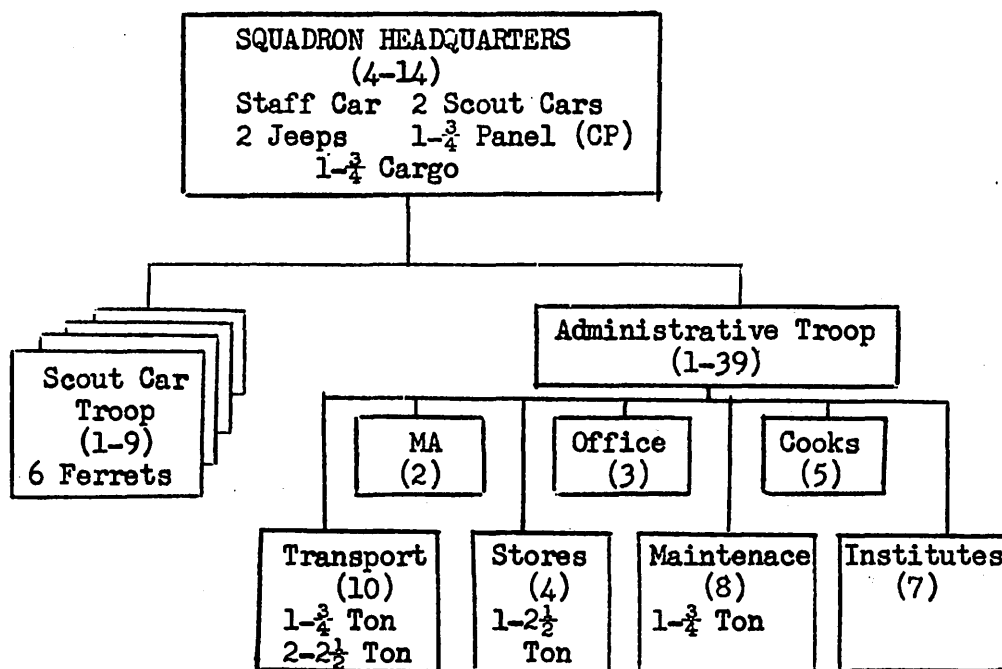 SQUADRON HEADQUARTERS
(4-14)
Staff Car 2 Scout Cars
2 Jeeps 1-¾ Panel (CP)
1-¾ Cargo
Scout Car
Troop
(1-9)
6 Ferrets
Administrative Troop
(1-39)
MA
(2)
Office
(3)
Cooks
(5)
Transport
(10)
1-¾ Ton
2-2½ Ton
Stores
(4)
1-2½
Ton
Maintenace
(8)
1-¾ Ton
Institutes
(7)